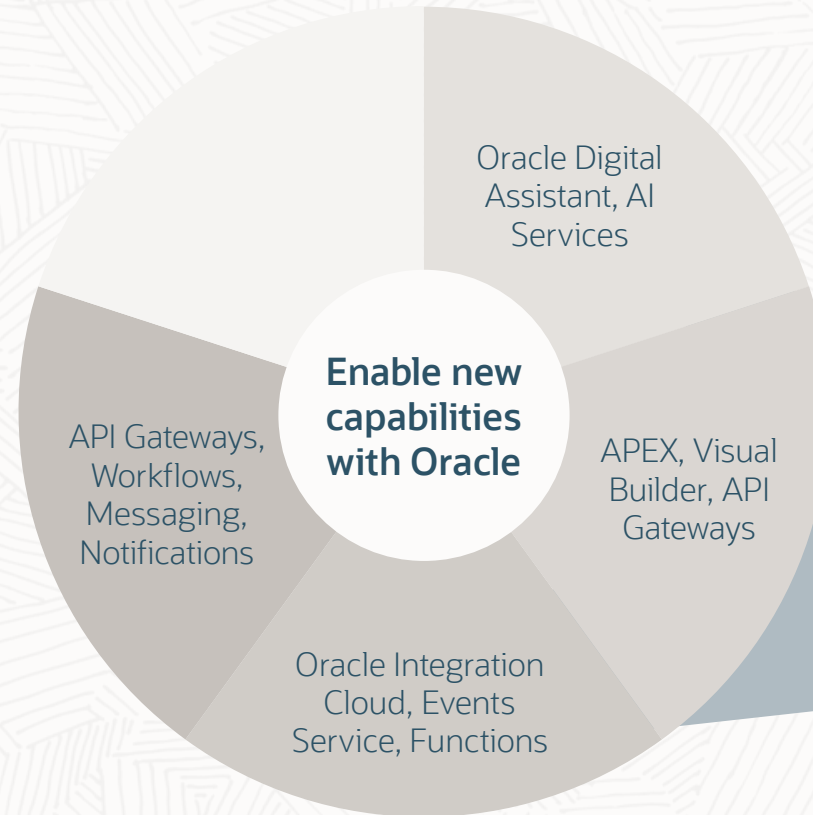 Oracle Digital
Assistant, AI
Services
Enable new
capabilities
with Oracle
API Gateways,
Workflows,
Messaging,
Notifications
APEX, Visual
Builder, API
Gateways
Oracle Integration
Cloud, Events
Service, Functions